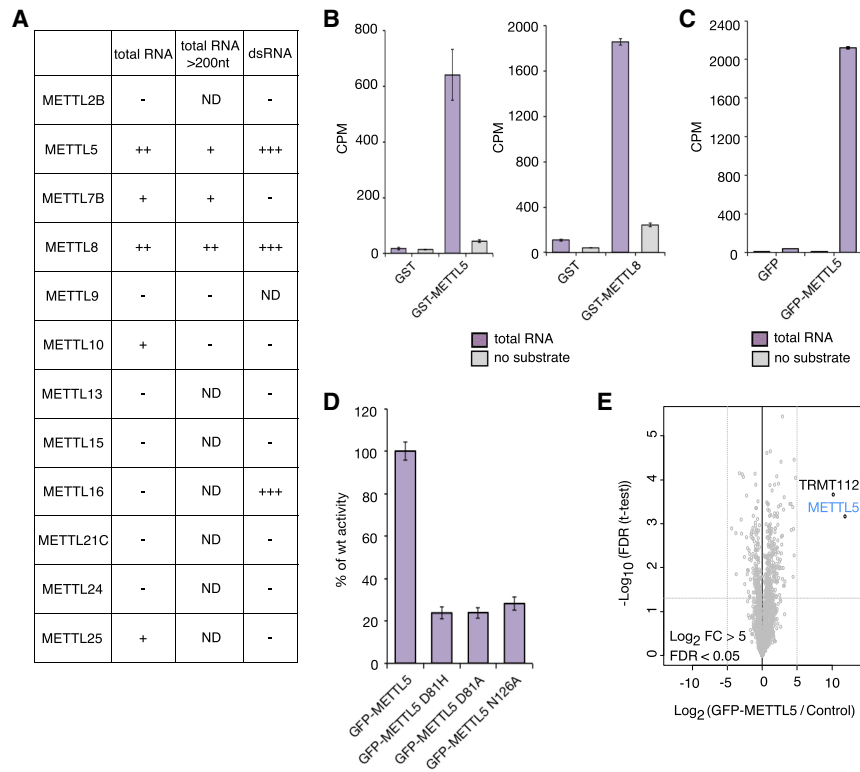 A
total RNA total RNA >200nt dsRNA
METTL2B - ND -
METTL5 ++ + +++
METTL7B + + -
METTL8 ++ ++ +++
METTL9 - - ND
METTL10 + - -
METTL13 - ND -
METTL15 - ND -
METTL16 - ND +++
METTL21C - ND -
METTL24 - ND -
METTL25 + ND -
B
CPM
800
600
400
200
0
GST
GST-METTL5
CPM
2000
1600
1200
800
400
0
GST
GST-METTL8
total RNA
no substrate
C
CPM
2400
2000
1600
1200
800
400
0
GFP
GFP-METTL5
total RNA
no substrate
D
% of wt activity
120
100
80
60
40
20
0
GFP-METTL5
GFP-METTL5 D81H
GFP-METTL5 D81A
GFP-METTL5 N126A
E
-Log10 (FDR (t-test))
5
4
3
2
1
0
TRMT112
METTL5
Log2 FC > 5
FDR < 0.05
-10 -5 0 5 10
Log2 (GFP-METTL5 / Control)